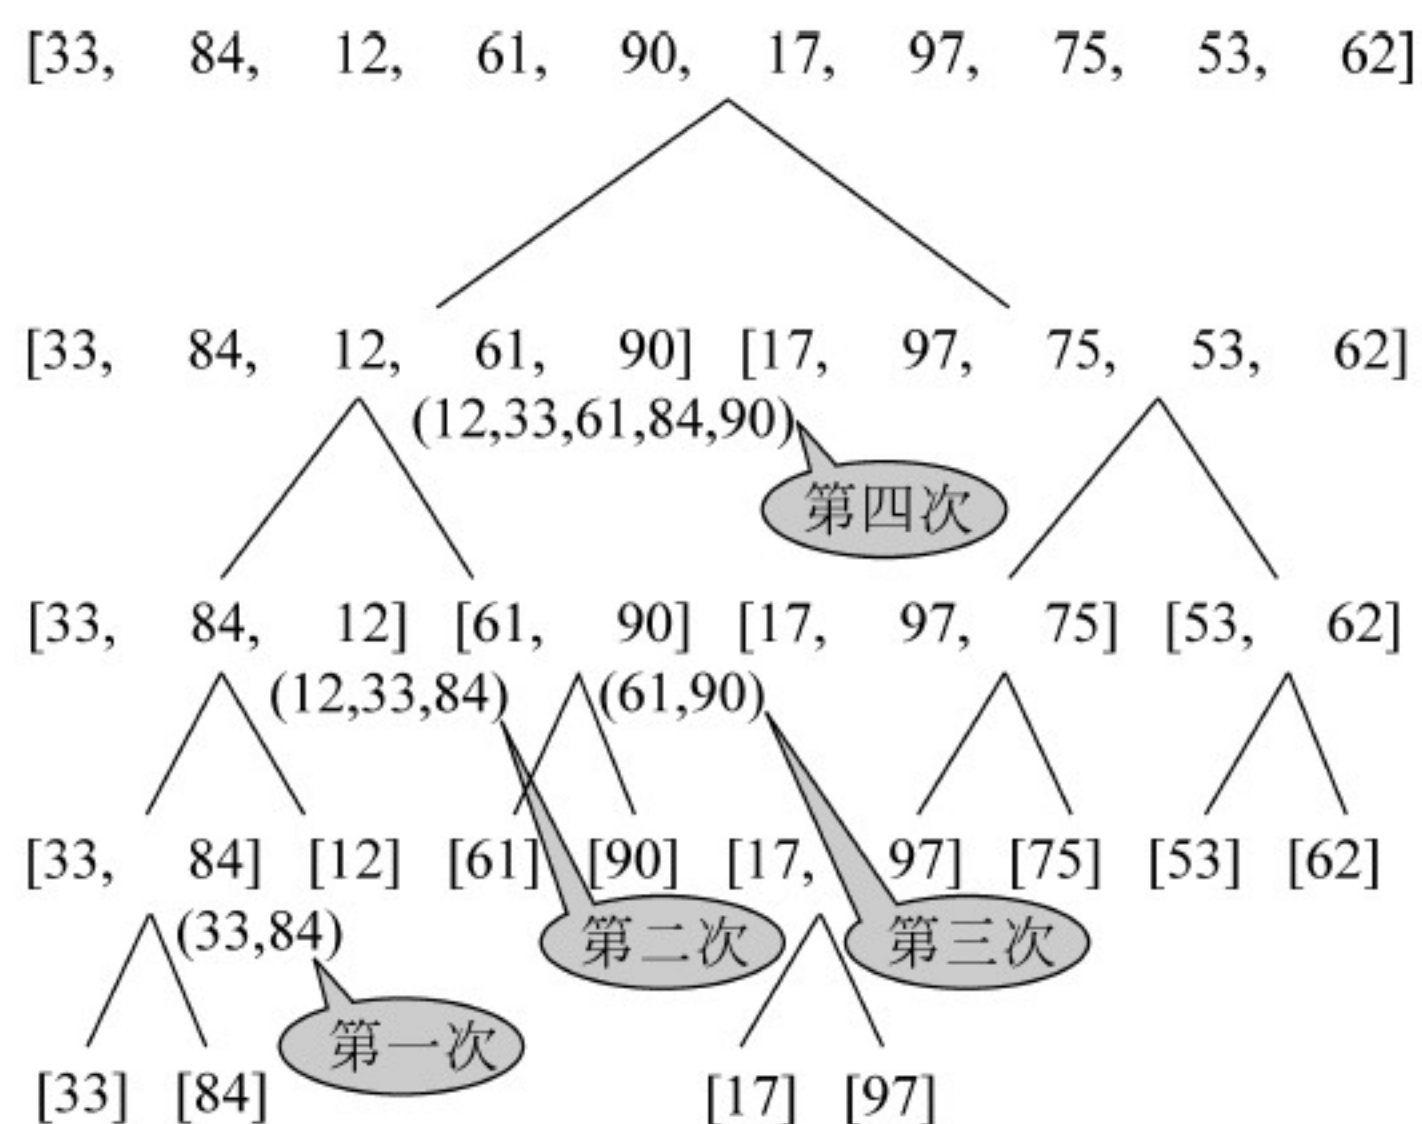 [33, 84, 12, 61, 90, 17, 97, 75, 53, 62]
[33, 84, 12, 61, 90] [17, 97, 75, 53, 62]
(12,33,61,84,90)
第四次
[33, 84, 12] [61, 90] [17, 97, 75] [53, 62]
(12,33,84) (61,90)
[33, 84] [12] [61] [90] [17, 97] [75] [53] [62]
(33,84) 第二次 第三次
第一次
[33] [84] [17] [97]